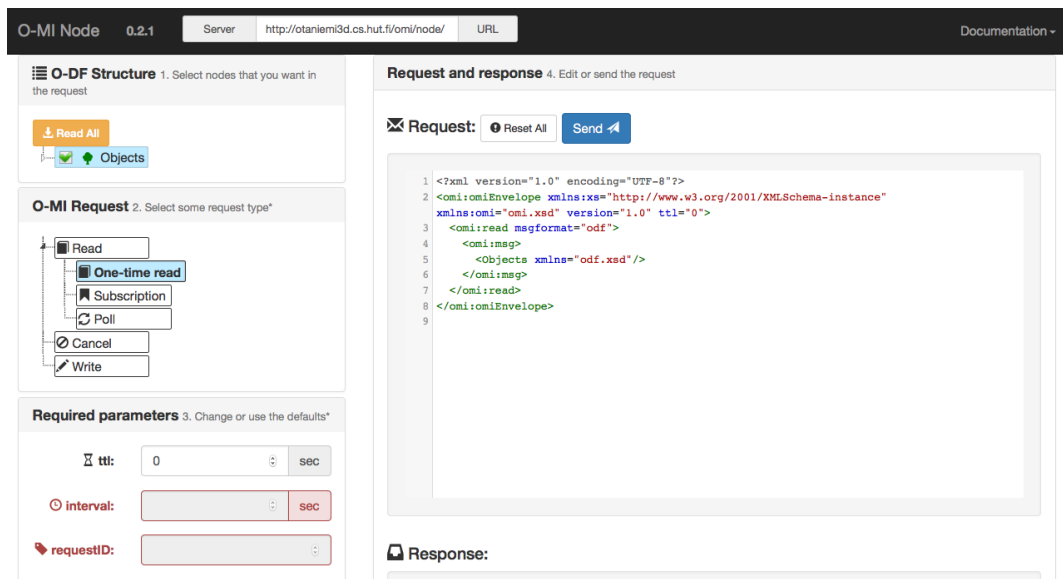 O-MI Node 0.2.1 Server http://otaniemi3d.cs.hut.fi/omi/node/ URL Documentation
O-DF Structure 1. Select nodes that you want in
the request
Read All
Objects
O-MI Request 2. Select some request type*
Read
One-time read
Subscription
Poll
Cancel
Write
Required parameters 3. Change or use the defaults*
ttl: 0 sec
interval: sec
requestID:
Request and response 4. Edit or send the request
Request: Reset All Send
1 <?xml version="1.0" encoding="UTF-8"?>
2 <omi:omiEnvelope xmlns:xs="http://www.w3.org/2001/XMLSchema-instance"
xmlns:omi="omi.xsd" version="1.0" ttl="0">
3 <omi:read msgformat="odf">
4 <omi:msg>
5 <Objects xmlns="odf.xsd"/>
6 </omi:msg>
7 </omi:read>
8 </omi:omiEnvelope>
9
Response: